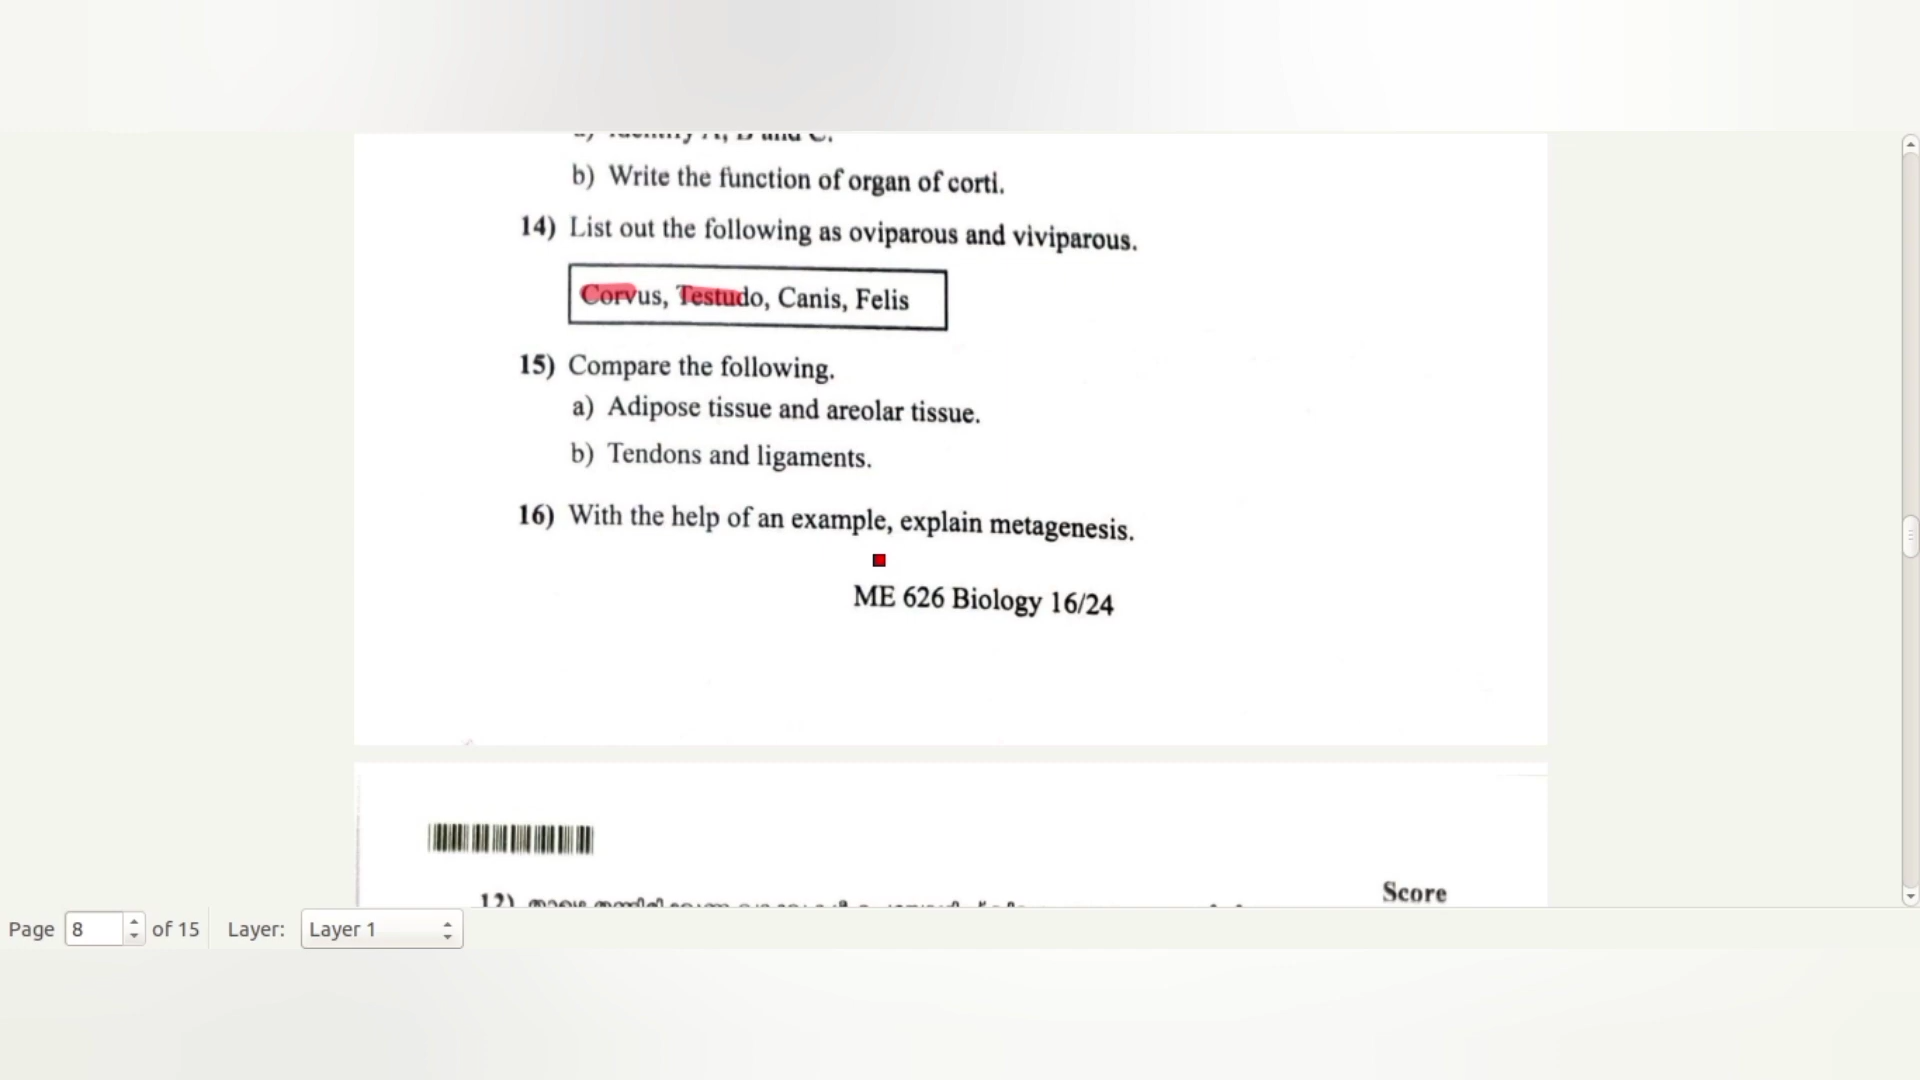 b) Write the function of organ of corti.
14) List out the following as oviparous and viviparous.
Corvus, Testudo, Canis, Felis
15) Compare the following.
a) Adipose tissue and areolar tissue.
b) Tendons and ligaments.
16) With the help of an example, explain metagenesis.
ME 626 Biology 16/24
Score
12)
Page 8 of 15 Layer: Layer 1